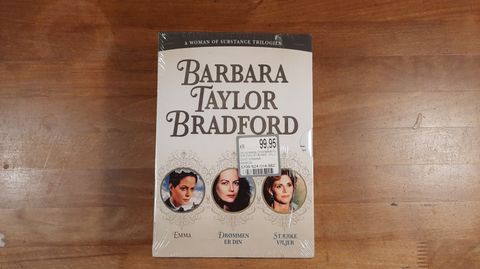 A WOMAN OF SUBSTANCE TRILOGIEN
BARBARA
TAYLOR
BRADFORD
99,95
EMMA
DRØMMEN
ER DIN
STÆRKE
VILJER